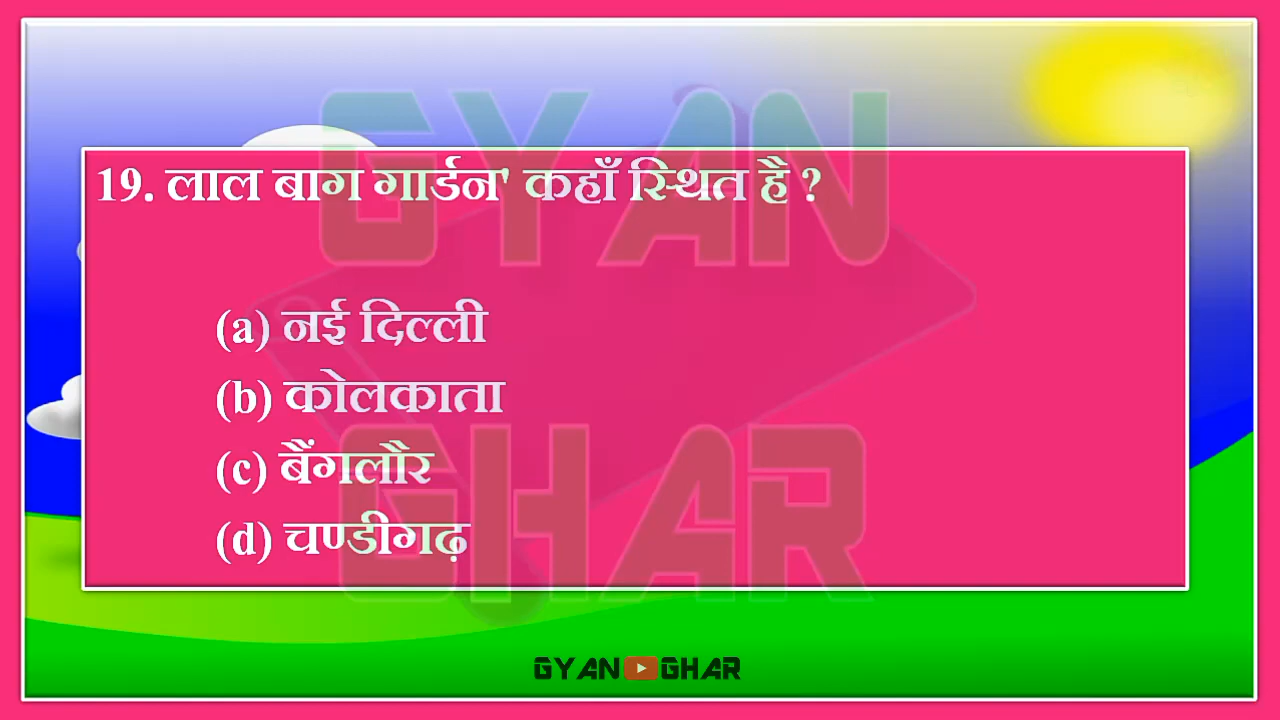 GYAN
19. लाल बाग गार्डन' कहाँ स्थित है ?
(a) नई दिल्ली
(b) कोलकाता
(c) बैंगलौर
(d) चण्डीगढ़
GHAR
GYAN GHAR